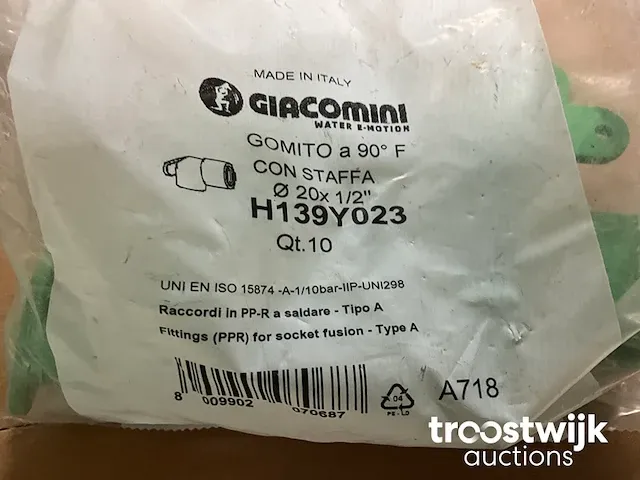 MADE IN ITALY
GIACOMINI
WATER E-MOTION
GOMITO a 90° F
CON STAFFA
Ø 20x 1/2"
H139Y023
Qt.10
UNI EN ISO 15874 -A-1/10bar-IIP-UNI298
Raccordi in PP-R a saldare - Tipo A
Fittings (PPR) for socket fusion - Type A
8 009902 070687
04
PE-LD
A718
troostwijk
auctions